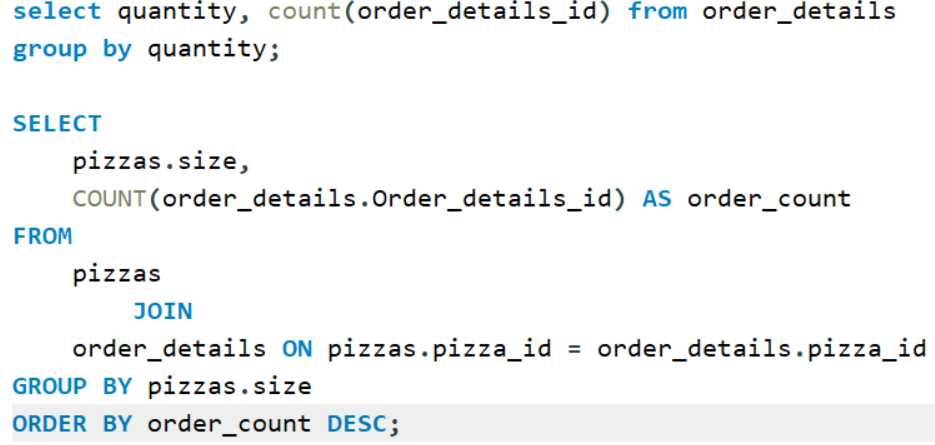 select quantity, count(order_details_id) from order_details
group by quantity;
SELECT
pizzas.size,
COUNT(order_details.Order_details_id) AS order_count
FROM
pizzas
JOIN
order_details ON pizzas.pizza_id = order_details.pizza_id
GROUP BY pizzas.size
ORDER BY order_count DESC;